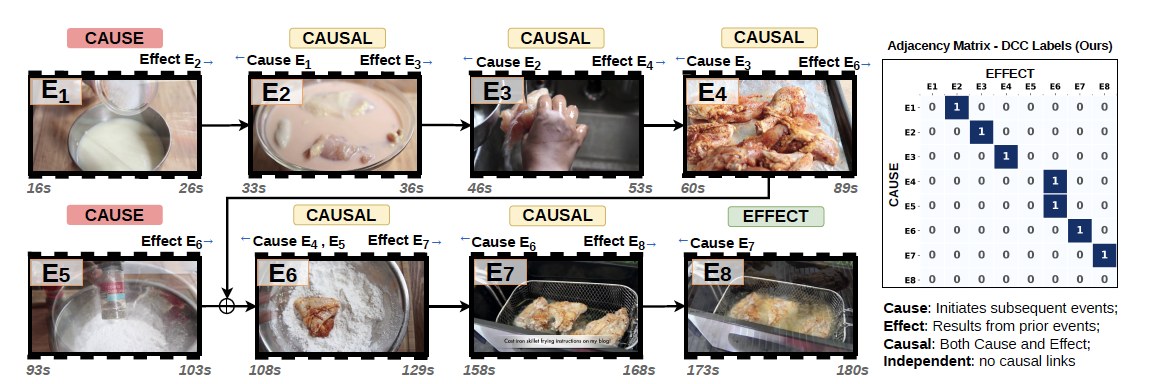 CAUSE
CAUSAL
CAUSAL
CAUSAL
Effect E2→
←Cause E1 Effect E3→
←Cause E2 Effect E4→
←Cause E3 Effect E6→
E1
E2
E3
E4
16s 26s
33s 36s
46s 53s
60s 89s
CAUSE
CAUSAL
CAUSAL
EFFECT
Effect E6→
←Cause E4 , E5 Effect E7→
←Cause E6 Effect E8→
←Cause E7
E5
E6
E7
E8
Cast iron skillet frying instructions on my blog!
93s 103s
108s 129s
158s 168s
173s 180s
Adjacency Matrix - DCC Labels (Ours)
EFFECT
E1 E2 E3 E4 E5 E6 E7 E8
CAUSE
E1 0 1 0 0 0 0 0 0
E2 0 0 1 0 0 0 0 0
E3 0 0 0 1 0 0 0 0
E4 0 0 0 0 0 1 0 0
E5 0 0 0 0 0 1 0 0
E6 0 0 0 0 0 0 1 0
E7 0 0 0 0 0 0 0 1
E8 0 0 0 0 0 0 0 0
Cause: Initiates subsequent events;
Effect: Results from prior events;
Causal: Both Cause and Effect;
Independent: no causal links